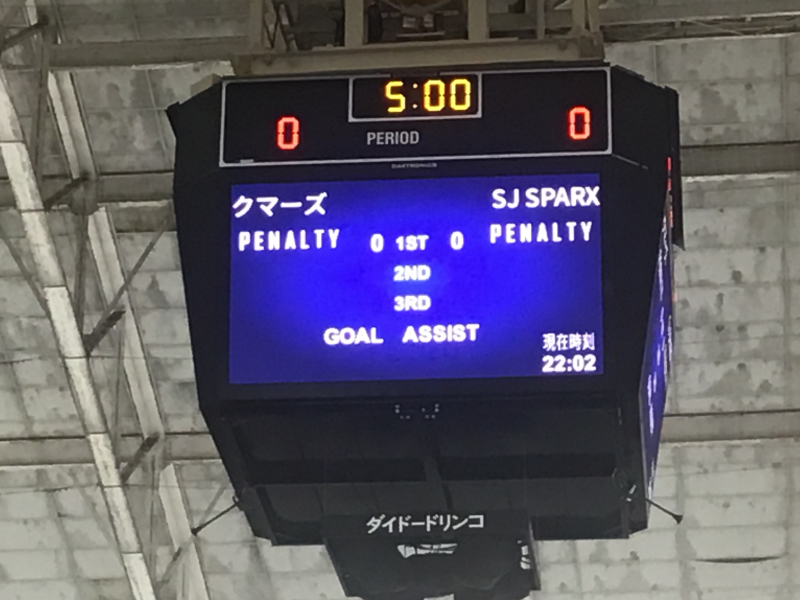 5:00
0 0
PERIOD
DAKTRONICS
クマーズ SJ SPARX
PENALTY 0 1ST 0 PENALTY
2ND
3RD
GOAL ASSIST
現在時刻
22:02
ダイドードリンコ